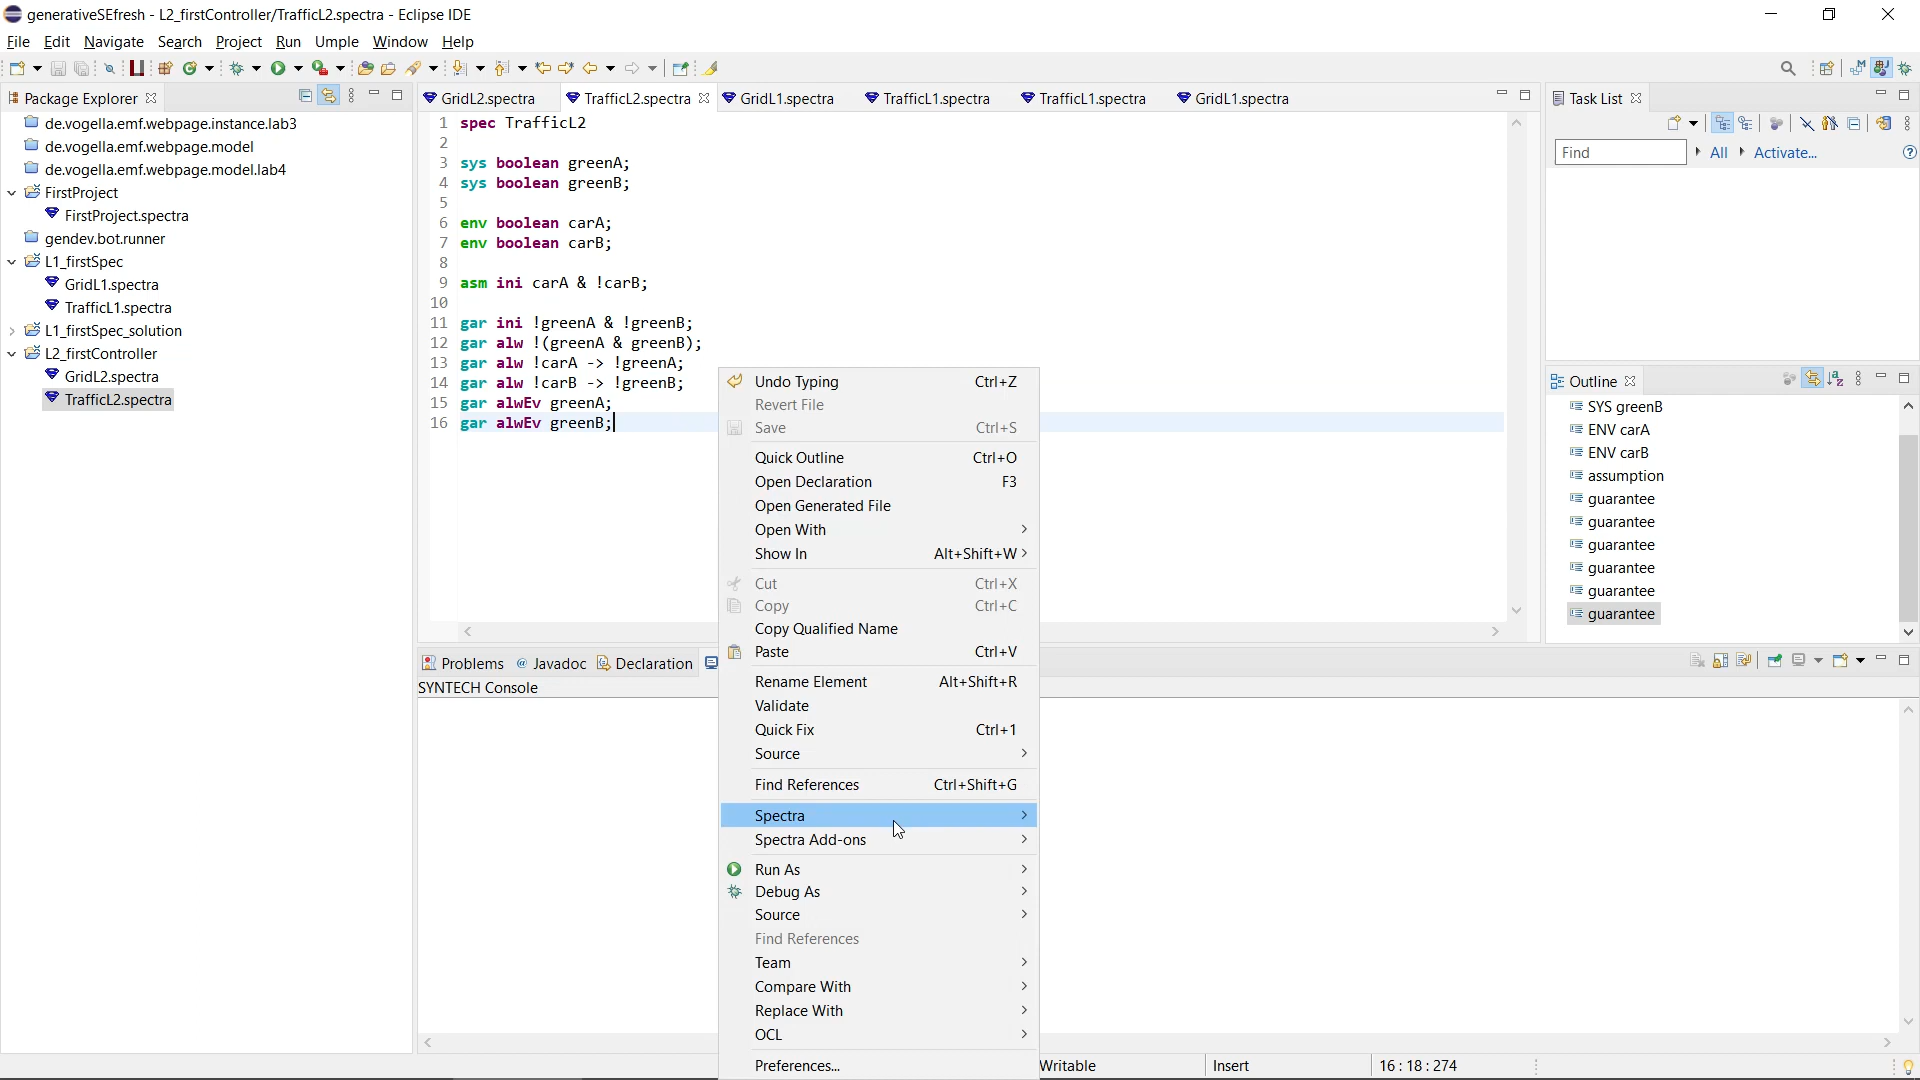 generativeSEfresh - L2_firstController/TrafficL2.spectra - Eclipse IDE
File Edit Navigate Search Project Run Umple Window Help
Package Explorer
de.vogella.emf.webpage.instance.lab3
de.vogella.emf.webpage.model
de.vogella.emf.webpage.model.lab4
FirstProject
FirstProject.spectra
gendev.bot.runner
L1_firstSpec
GridL1.spectra
TrafficL1.spectra
L1_firstSpec_solution
L2_firstController
GridL2.spectra
TrafficL2.spectra
GridL2.spectra TrafficL2.spectra GridL1.spectra TrafficL1.spectra TrafficL1.spectra GridL1.spectra
1 spec TrafficL2
2
3 sys boolean greenA;
4 sys boolean greenB;
5
6 env boolean carA;
7 env boolean carB;
8
9 asm ini carA & !carB;
10
11 gar ini !greenA & !greenB;
12 gar alw !(greenA & greenB);
13 gar alw !carA -> !greenA;
14 gar alw !carB -> !greenB;
15 gar alwEv greenA;
16 gar alwEv greenB;
Undo Typing Ctrl+Z
Revert File
Save Ctrl+S
Quick Outline Ctrl+O
Open Declaration F3
Open Generated File
Open With
Show In Alt+Shift+W
Cut Ctrl+X
Copy Ctrl+C
Copy Qualified Name
Paste Ctrl+V
Rename Element Alt+Shift+R
Validate
Quick Fix Ctrl+1
Source
Find References Ctrl+Shift+G
Spectra
Spectra Add-ons
Run As
Debug As
Source
Find References
Team
Compare With
Replace With
OCL
Preferences...
Task List
Find All Activate...
Outline
SYS greenB
ENV carA
ENV carB
assumption
guarantee
guarantee
guarantee
guarantee
guarantee
guarantee
Problems @ Javadoc Declaration
SYNTECH Console
Writable Insert 16 : 18 : 274